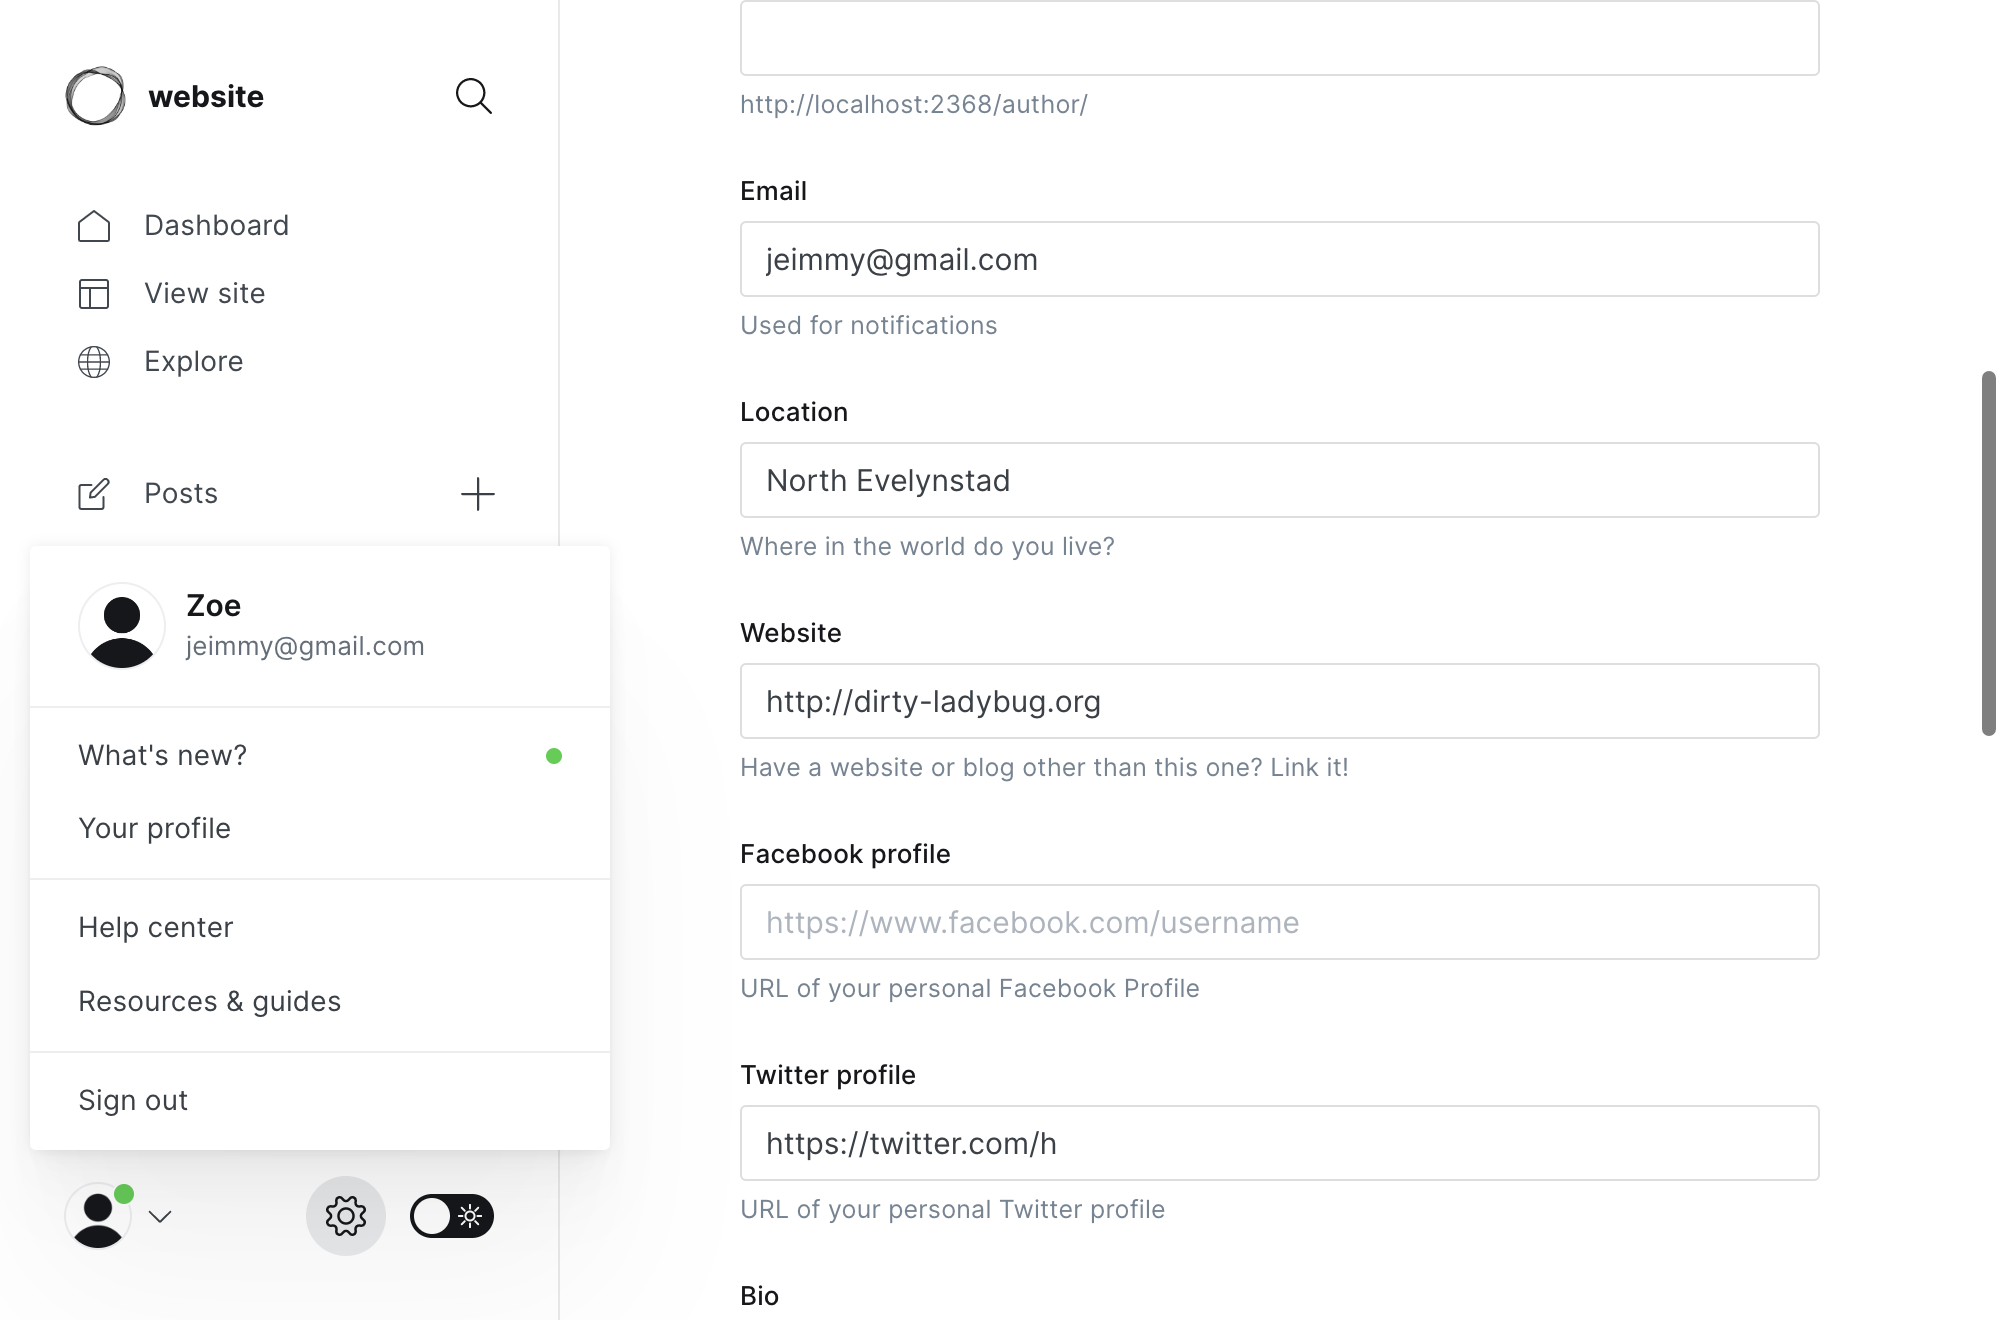 website
Dashboard
View site
Explore
Posts
Zoe
jeimmy@gmail.com
What's new?
Your profile
Help center
Resources & guides
Sign out
http://localhost:2368/author/
Email
jeimmy@gmail.com
Used for notifications
Location
North Evelynstad
Where in the world do you live?
Website
http://dirty-ladybug.org
Have a website or blog other than this one? Link it!
Facebook profile
https://www.facebook.com/username
URL of your personal Facebook Profile
Twitter profile
https://twitter.com/h
URL of your personal Twitter profile
Bio